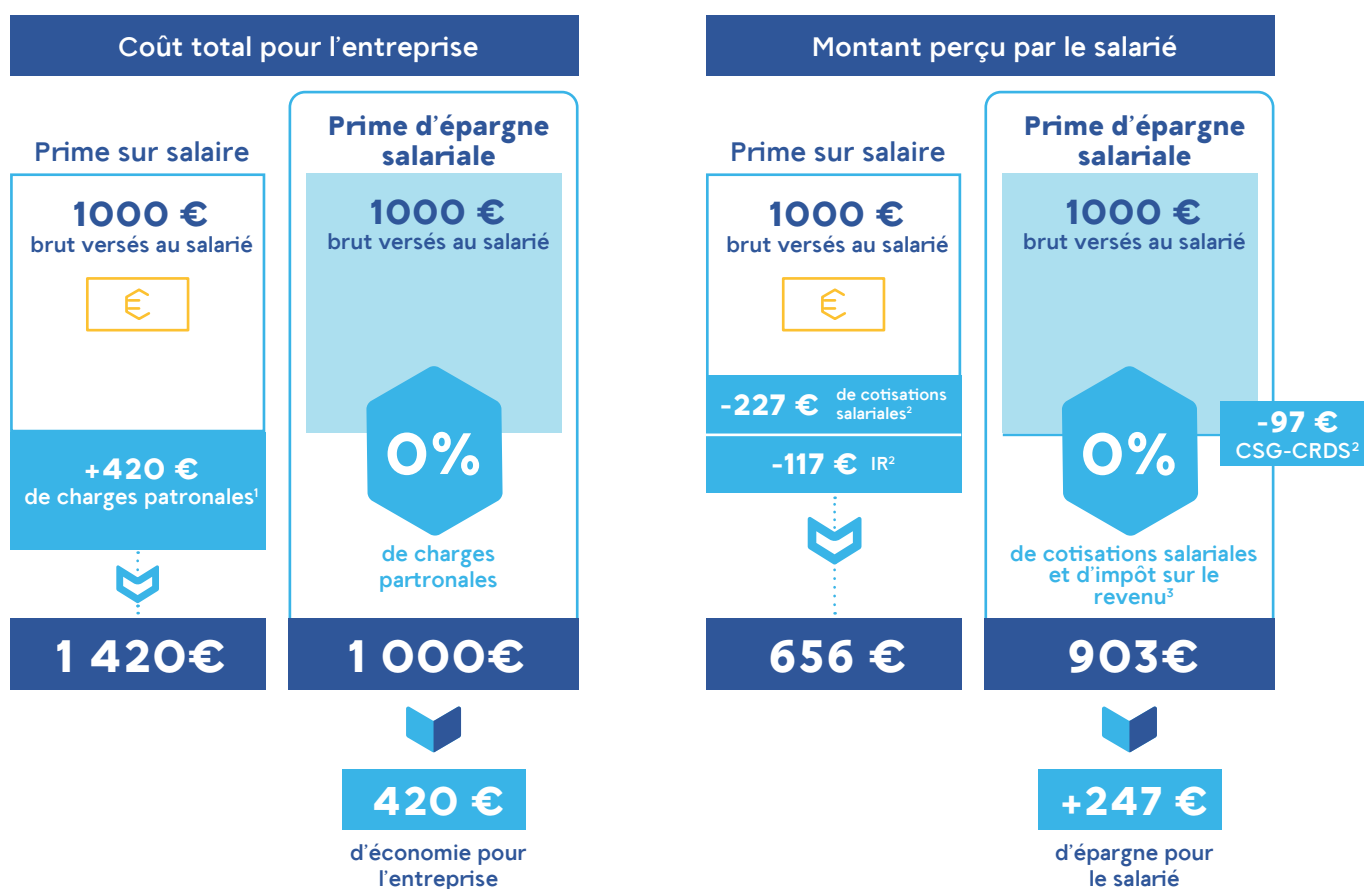 Coût total pour l'entreprise
Prime sur salaire
1000 €
brut versés au salarié
€
+420 €
de charges patronales¹
1 420€
Prime d'épargne
salariale
1000 €
brut versés au salarié
0%
de charges
partronales
1 000€
420 €
d'économie pour
l'entreprise
Montant perçu par le salarié
Prime sur salaire
1000 €
brut versés au salarié
€
-227 € de cotisations
salariales²
-117 € IR²
656 €
Prime d'épargne
salariale
1000 €
brut versés au salarié
0%
-97 €
CSG-CRDS²
de cotisations salariales
et d'impôt sur le
revenu³
903€
+247 €
d'épargne pour
le salarié